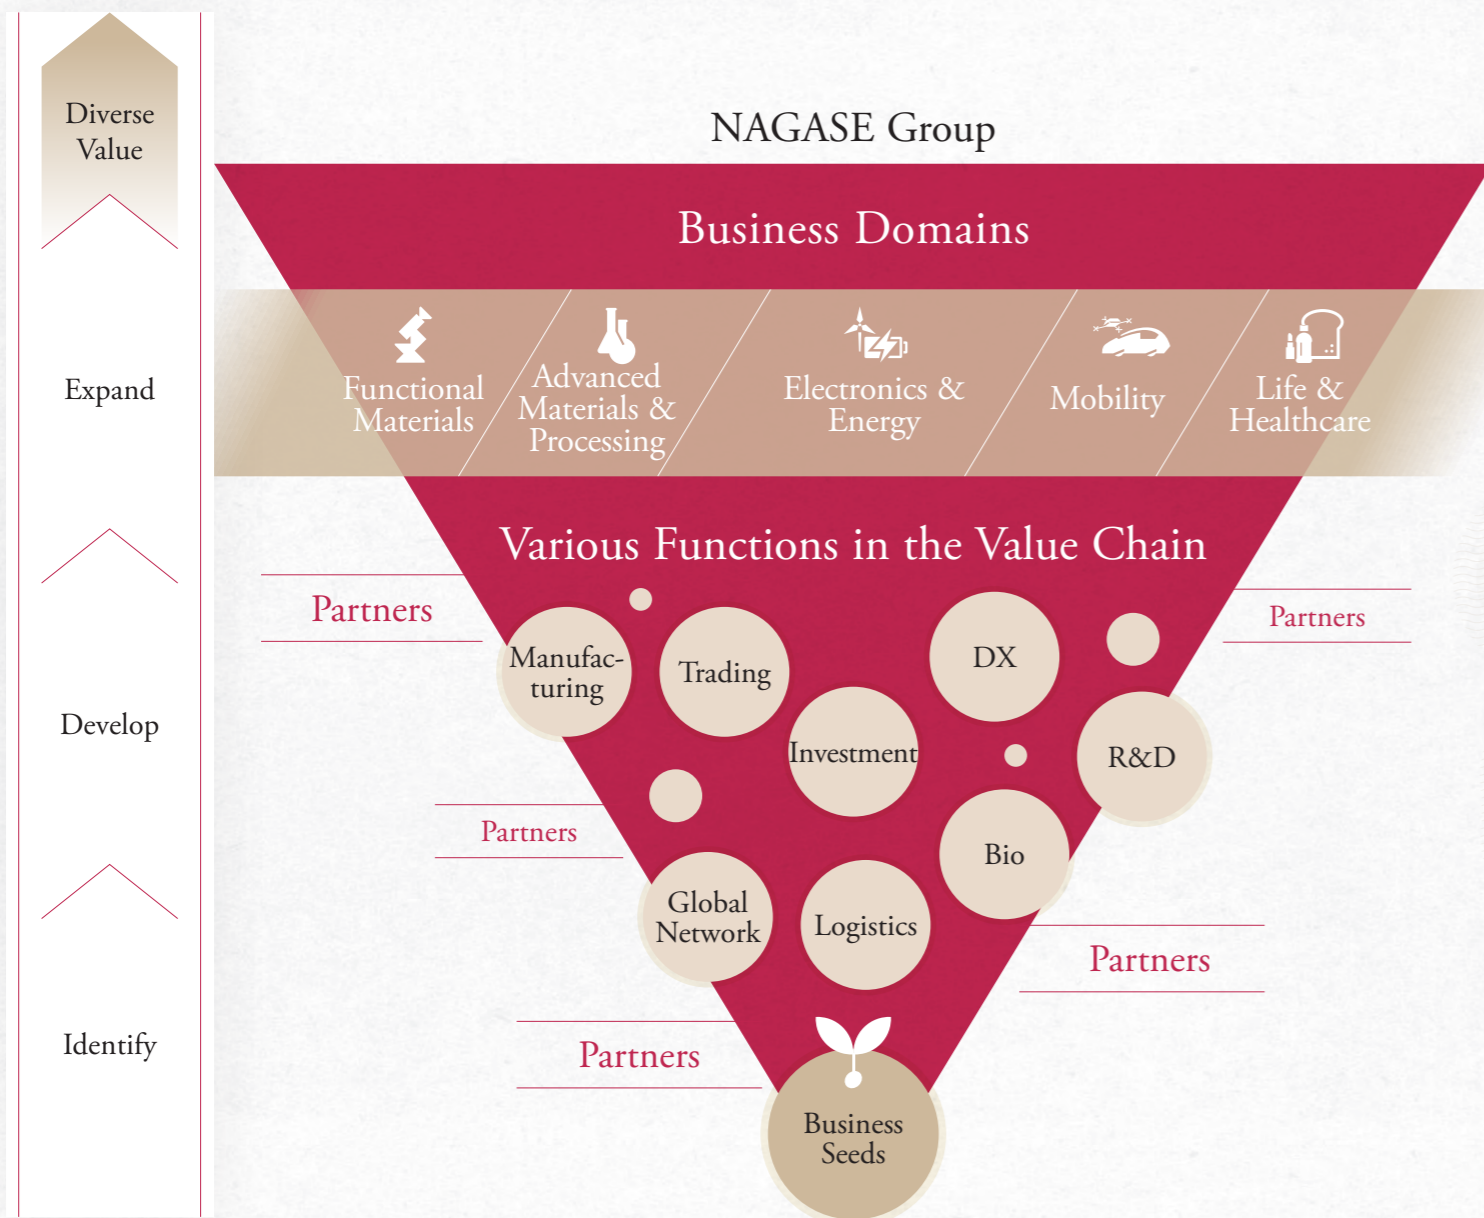 Diverse
Value
Expand
Develop
Identify
NAGASE Group
Business Domains
Functional
Materials
Advanced
Materials &
Processing
Electronics &
Energy
Mobility
Life &
Healthcare
Various Functions in the Value Chain
Partners
Partners
Manufac-
turing
Trading
DX
Investment
R&D
Partners
Bio
Global
Network
Logistics
Partners
Partners
Business
Seeds